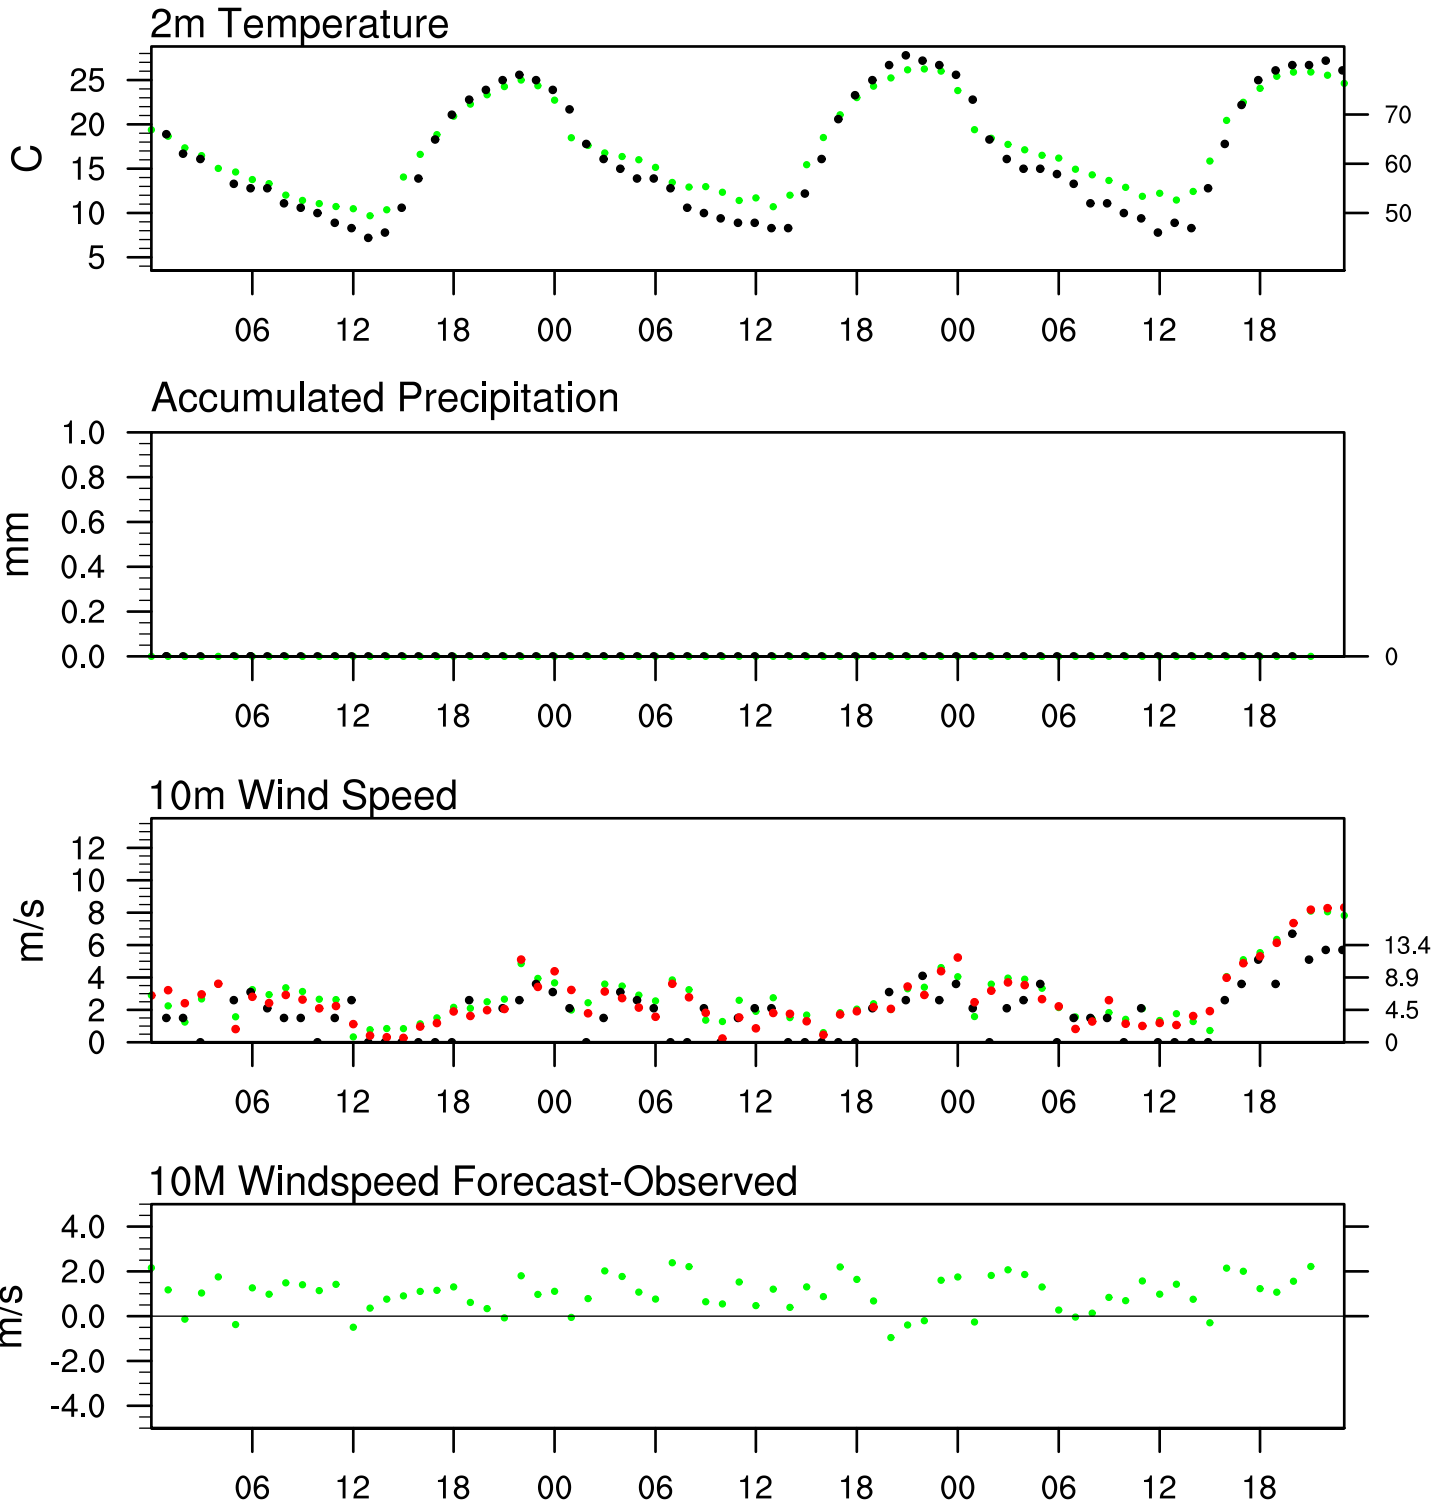 2m Temperature
25
20
15
10
5
C
70
60
50
06 12 18 00 06 12 18 00 06 12 18
Accumulated Precipitation
1.0
0.8
0.6
0.4
0.2
0.0
mm
0
06 12 18 00 06 12 18 00 06 12 18
10m Wind Speed
12
10
8
6
4
2
0
m/s
13.4
8.9
4.5
0
06 12 18 00 06 12 18 00 06 12 18
10M Windspeed Forecast-Observed
4.0
2.0
0.0
-2.0
-4.0
m/s
06 12 18 00 06 12 18 00 06 12 18